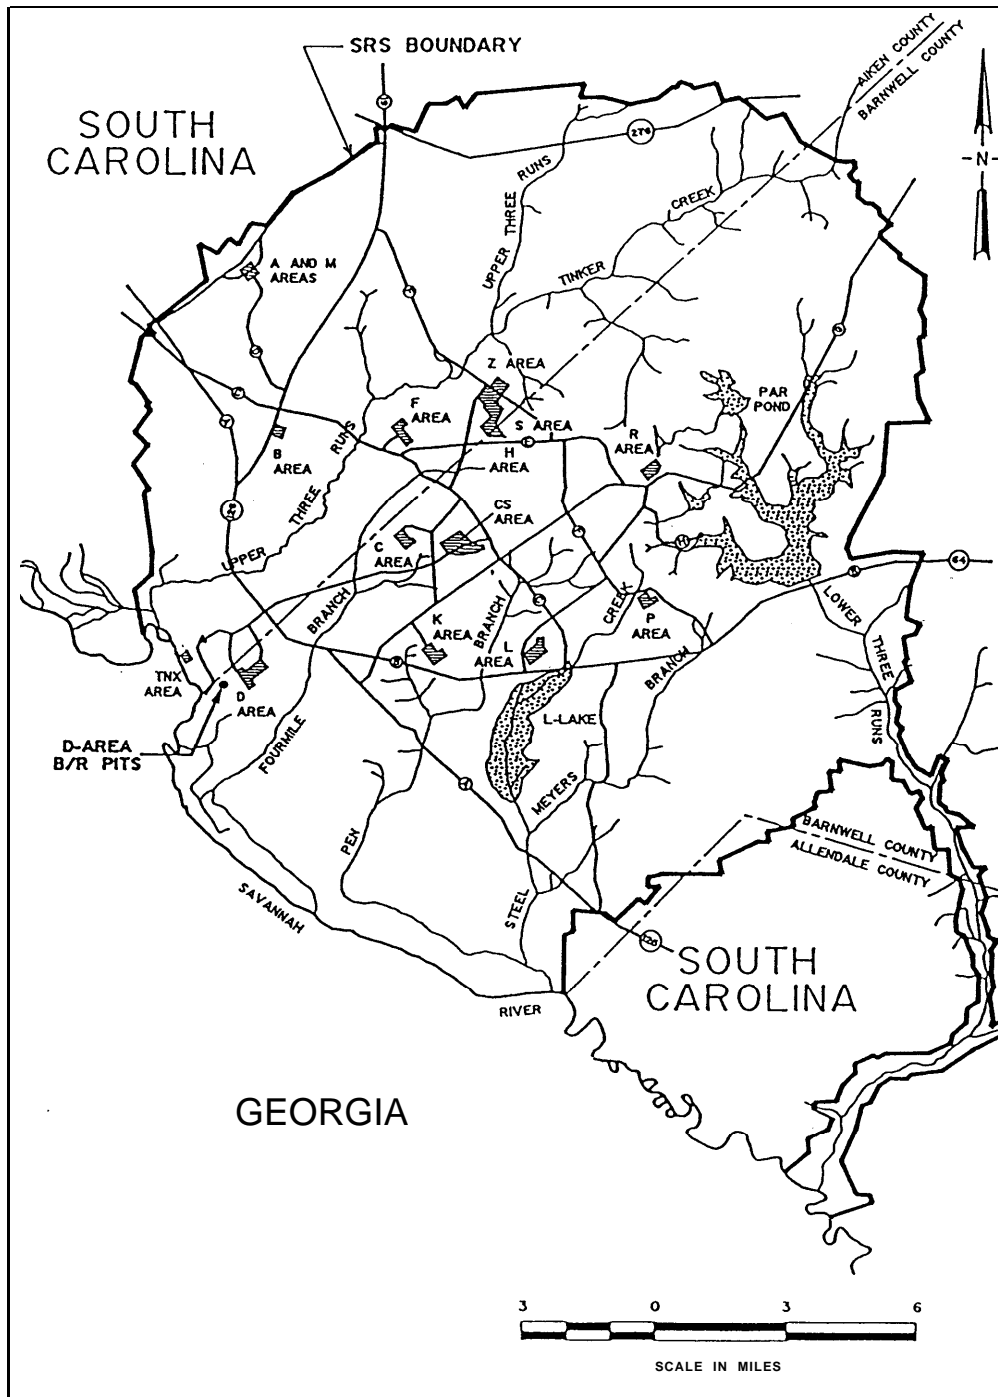 SRS BOUNDARY
SOUTH
CAROLINA
AIKEN COUNTY
BARNWELL COUNTY
-N-
278
UPPER THREE RUNS
TINKER CREEK
A AND M
AREAS
Z AREA
F
AREA
S AREA
H
AREA
R
AREA
PAR
POND
B
AREA
UPPER THREE RUNS
CS
AREA
C
AREA
64
LOWER THREE RUNS
FOURMILE BRANCH
K
AREA
L
AREA
P
AREA
PEN BRANCH
STEEL CREEK
MEYERS BRANCH
L-LAKE
TNX
AREA
D
AREA
D-AREA
B/R PITS
BARNWELL COUNTY
ALLENDALE COUNTY
SAVANNAH RIVER
SOUTH
CAROLINA
GEORGIA
3 0 3 6
SCALE IN MILES